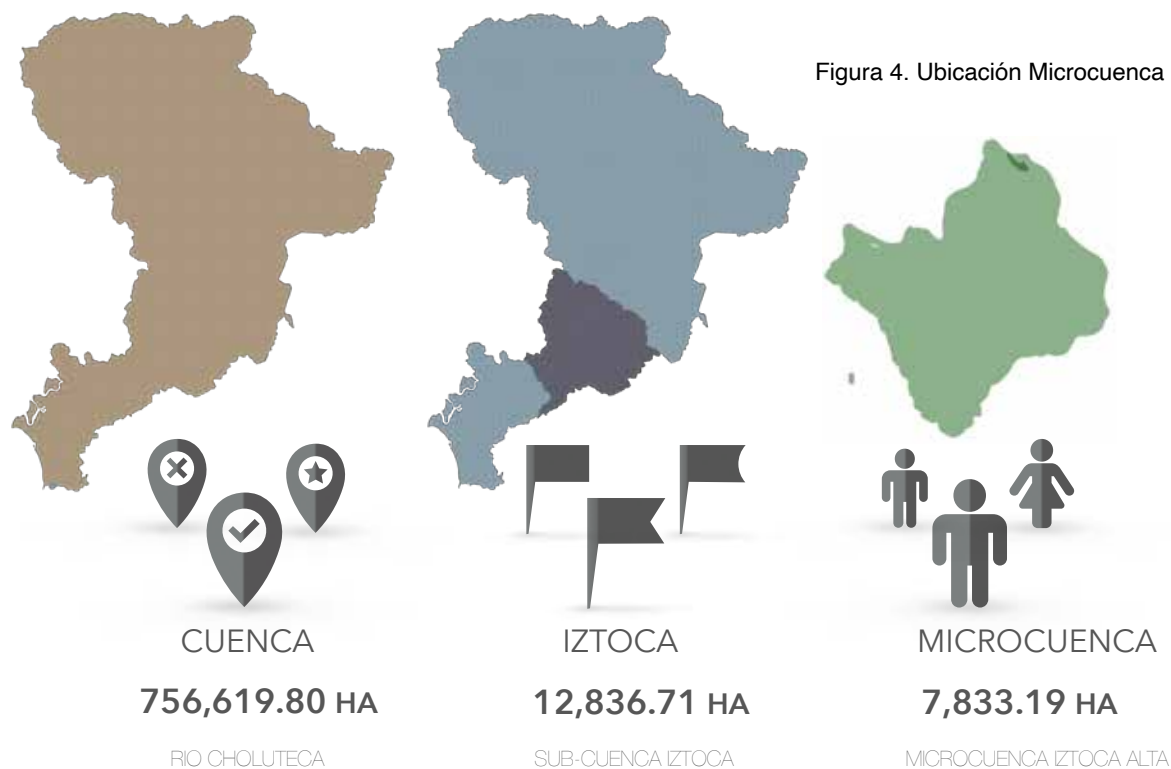 Figura 4. Ubicación Microcuenca
CUENCA
756,619.80 HA
RIO CHOLUTECA
IZTOCA
12,836.71 HA
SUB-CUENCA IZTOCA
MICROCUENCA
7,833.19 HA
MICROCUENCA IZTOCA ALTA